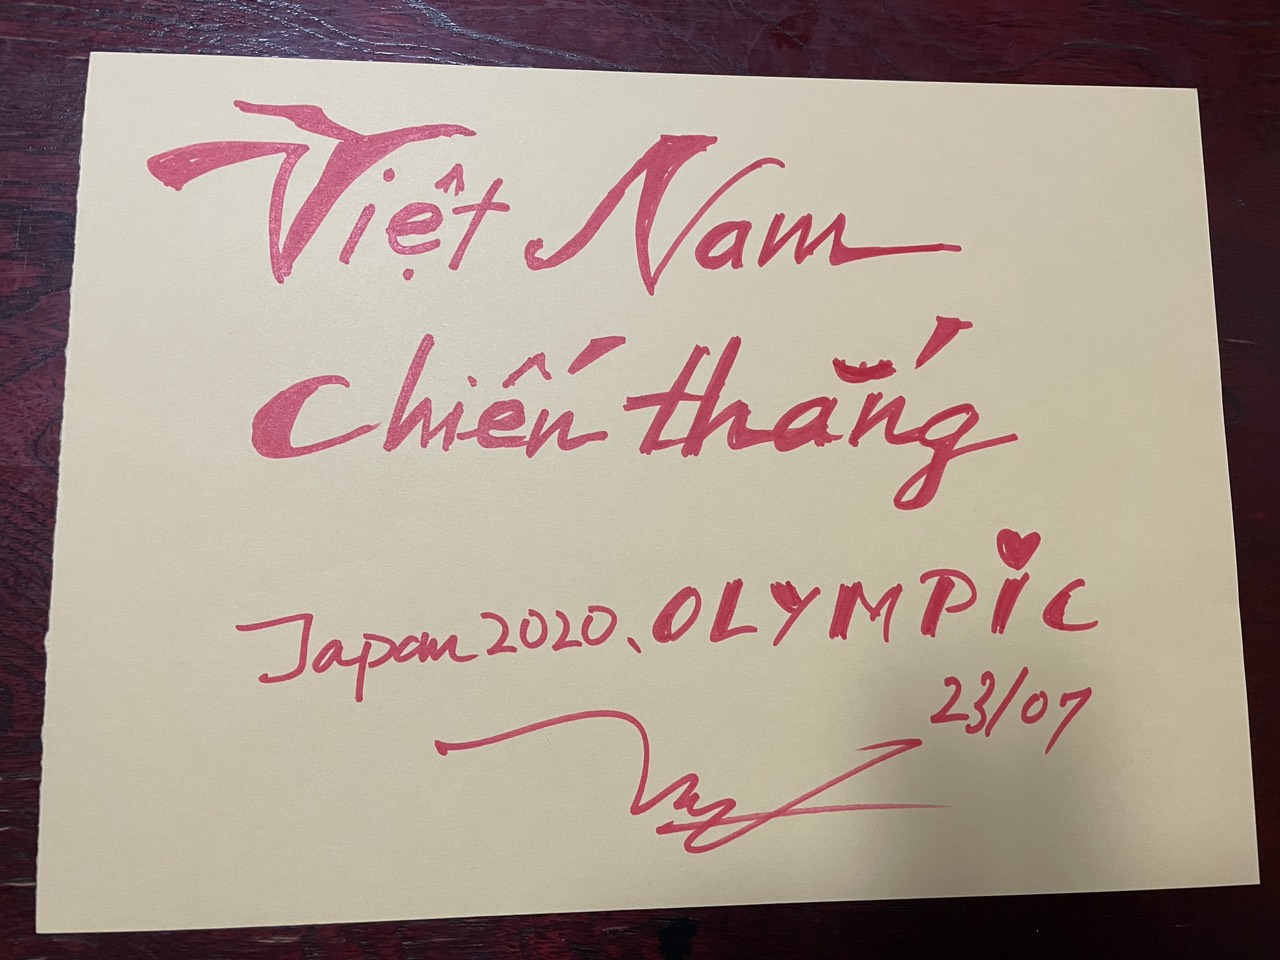 Việt Nam
Chiến thắng
Japan 2020、OLYMPIC
23/07